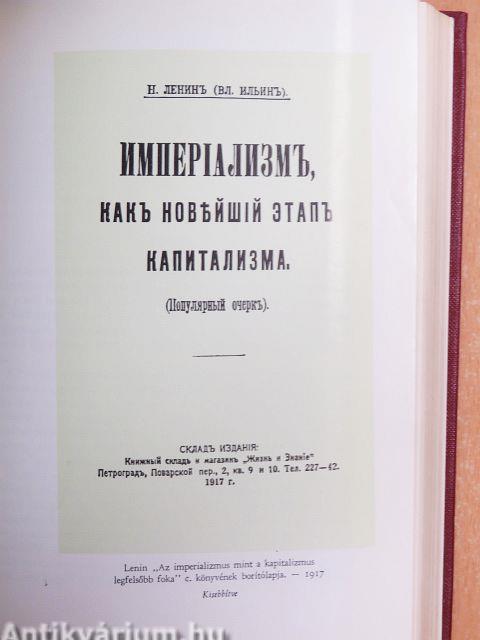 Н. ЛЕНИНЪ (ВЛ. ИЛЬИНЪ).
ИМПЕРІАЛИЗМЪ,
КАКЪ НОВѢЙШІЙ ЭТАПЪ
КАПИТАЛИЗМА.
(Популярный очеркъ).
СКЛАДЪ ИЗДАНІЯ:
Книжный складъ и магазинъ „Жизнь и Знаніе"
Петроградъ, Поварской пер., 2, кв. 9 и 10. Тел. 227—42.
1917 г.
Lenin „Az imperializmus mint a kapitalizmus
legfelsőbb foka" c. könyvének borítólapja. — 1917
Kisebbítve
Antikvárium.hu